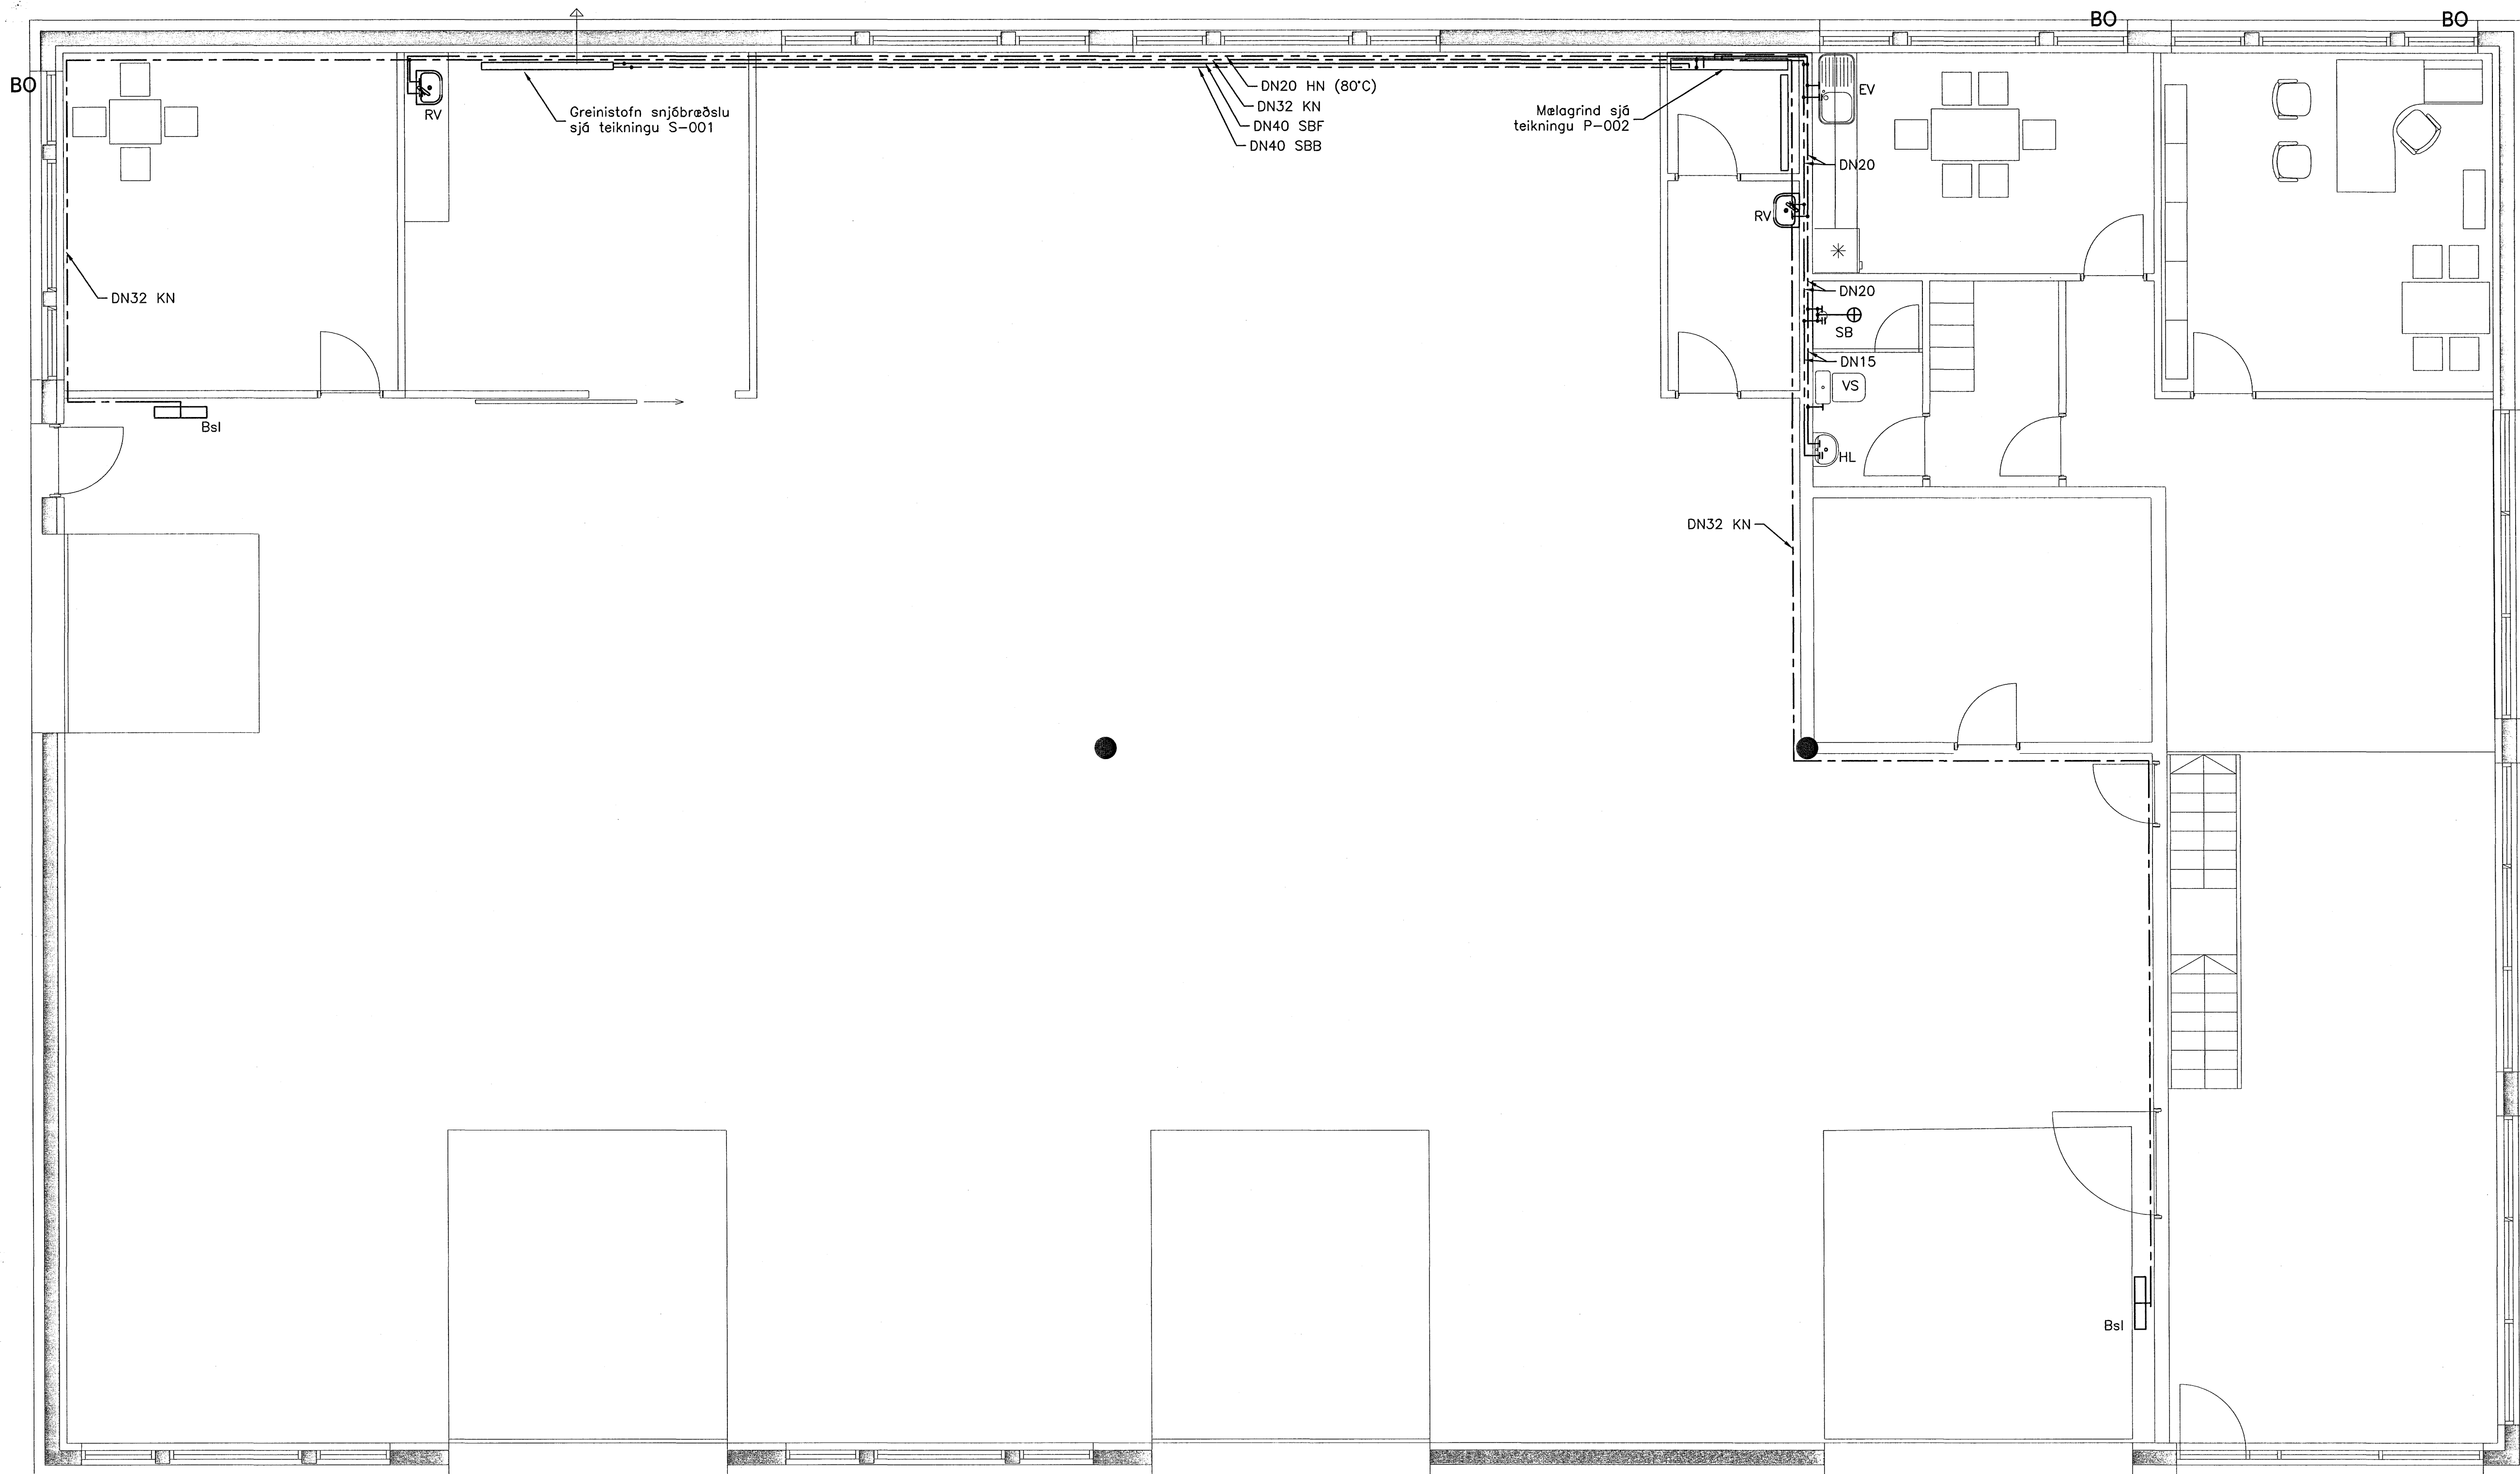 BO
BO
BO
DN20 HN (80°C)
DN32 KN
DN40 SBF
DN40 SBB
Greinistofn snjóbræðslu
sjá teikningu S-001
RV
Mælagrind sjá
teikningu P-002
EV
DN20
RV
DN32 KN
DN20
SB
DN15
VS
Bsl
HL
DN32 KN
Bsl